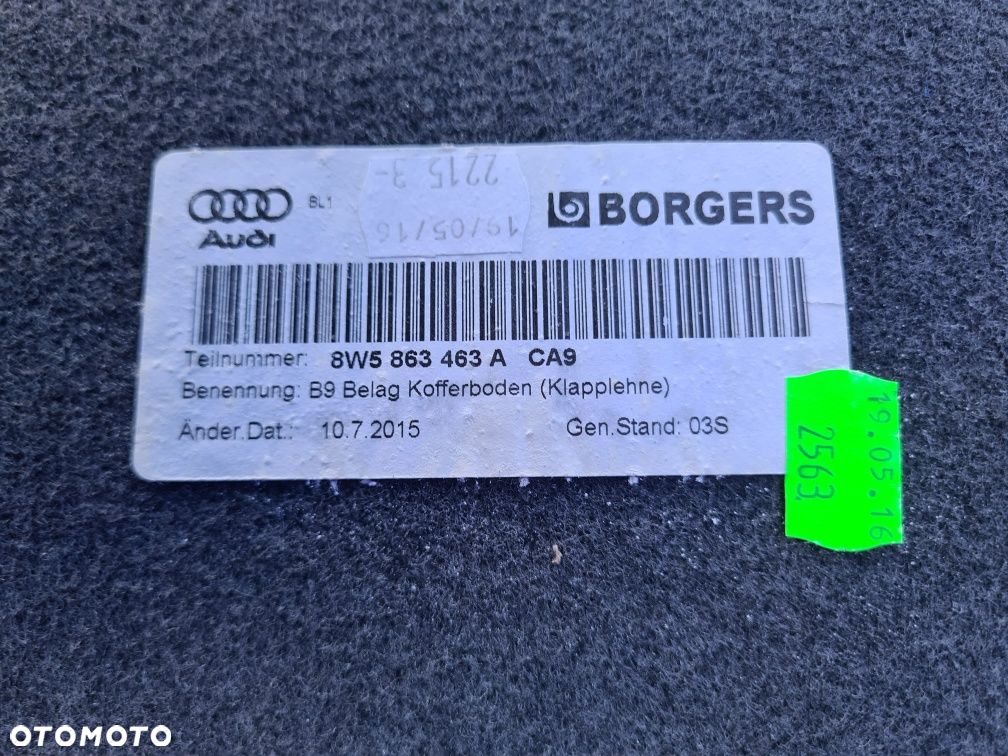 Audi
BL1
2215 3-
19/05/16
BORGERS
Teilnummer: 8W5 863 463 A CA9
Benennung: B9 Belag Kofferboden (Klapplehne)
Änder.Dat.: 10.7.2015 Gen.Stand: 03S
19.05.16
2563
OTOMOTO